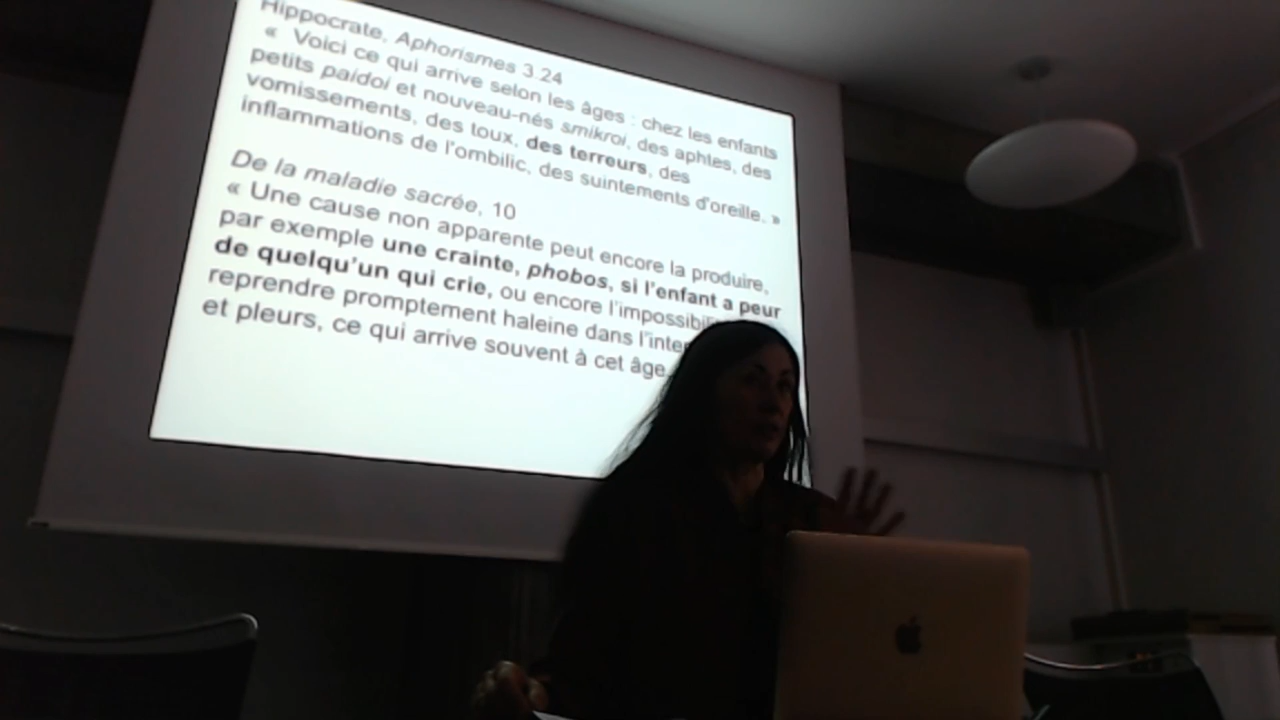 Hippocrate, Aphorismes 3.24
« Voici ce qui arrive selon les âges : chez les enfants
petits paidoi et nouveau-nés smikroi, des aphtes, des
vomissements, des toux, des terreurs, des
inflammations de l'ombilic, des suintements d'oreille. »
De la maladie sacrée, 10
« Une cause non apparente peut encore la produire,
par exemple une crainte, phobos, si l'enfant a peur
de quelqu'un qui crie, ou encore
reprendre promptement haleine dans
et pleurs, ce qui arrive souvent à cet âge